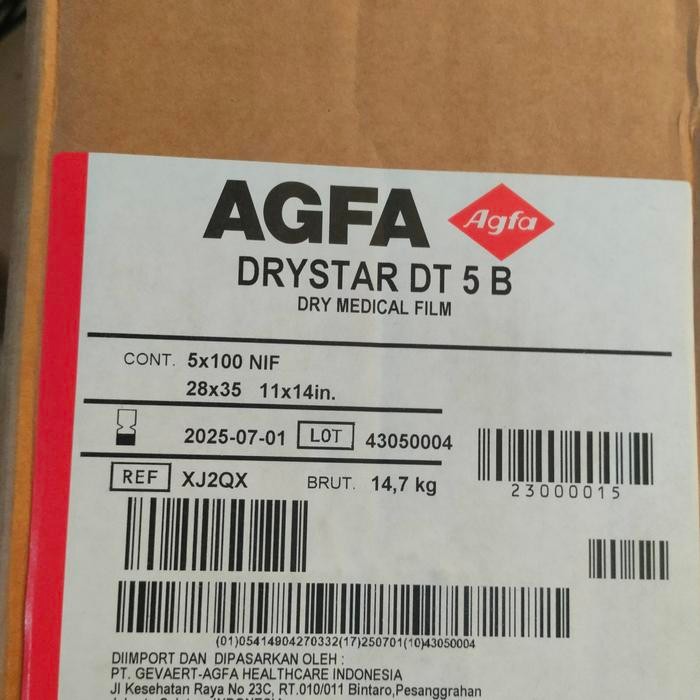 AGFA Agfa
DRYSTAR DT 5 B
DRY MEDICAL FILM
CONT. 5x100 NIF
28x35 11x14in.
2025-07-01 LOT 43050004
23000015
REF XJ2QX BRUT. 14,7 kg
(01)05414904270332(17)250701(10)43050004
DIIMPORT DAN DIPASARKAN OLEH :
PT. GEVAERT-AGFA HEALTHCARE INDONESIA
Jl Kesehatan Raya No 23C, RT.010/011 Bintaro,Pesanggrahan